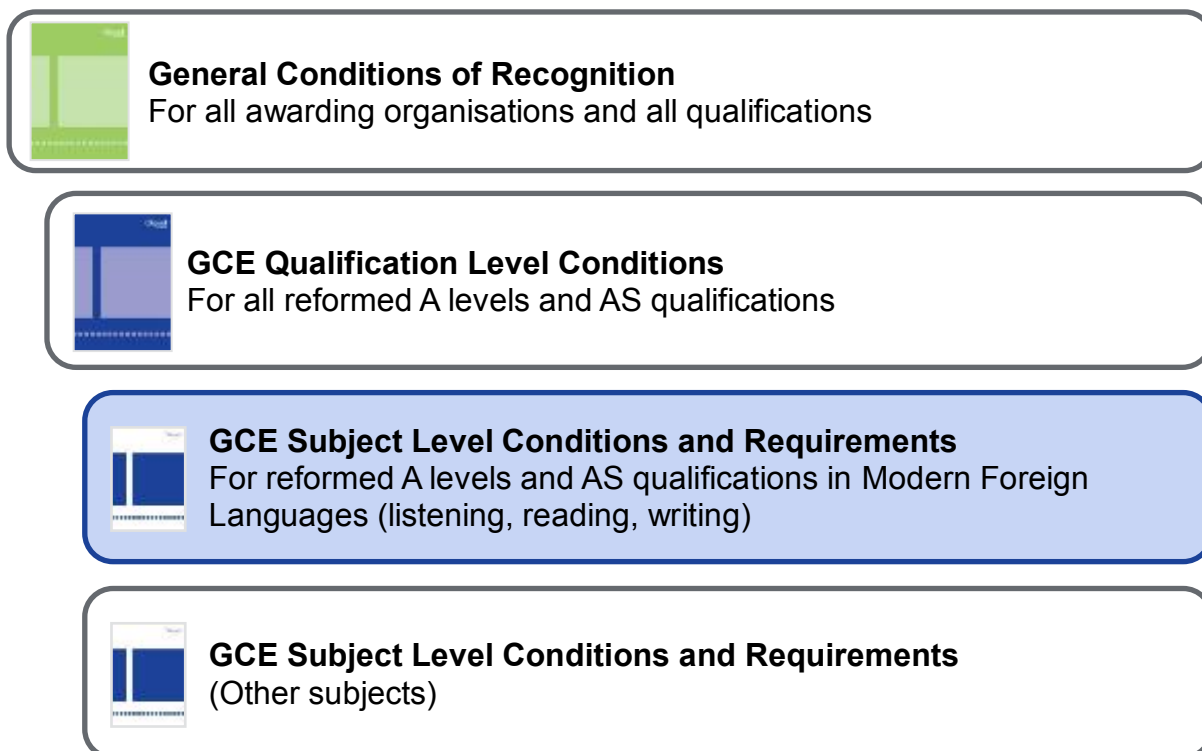 General Conditions of Recognition
For all awarding organisations and all qualifications
GCE Qualification Level Conditions
For all reformed A levels and AS qualifications
GCE Subject Level Conditions and Requirements
For reformed A levels and AS qualifications in Modern Foreign
Languages (listening, reading, writing)
GCE Subject Level Conditions and Requirements
(Other subjects)